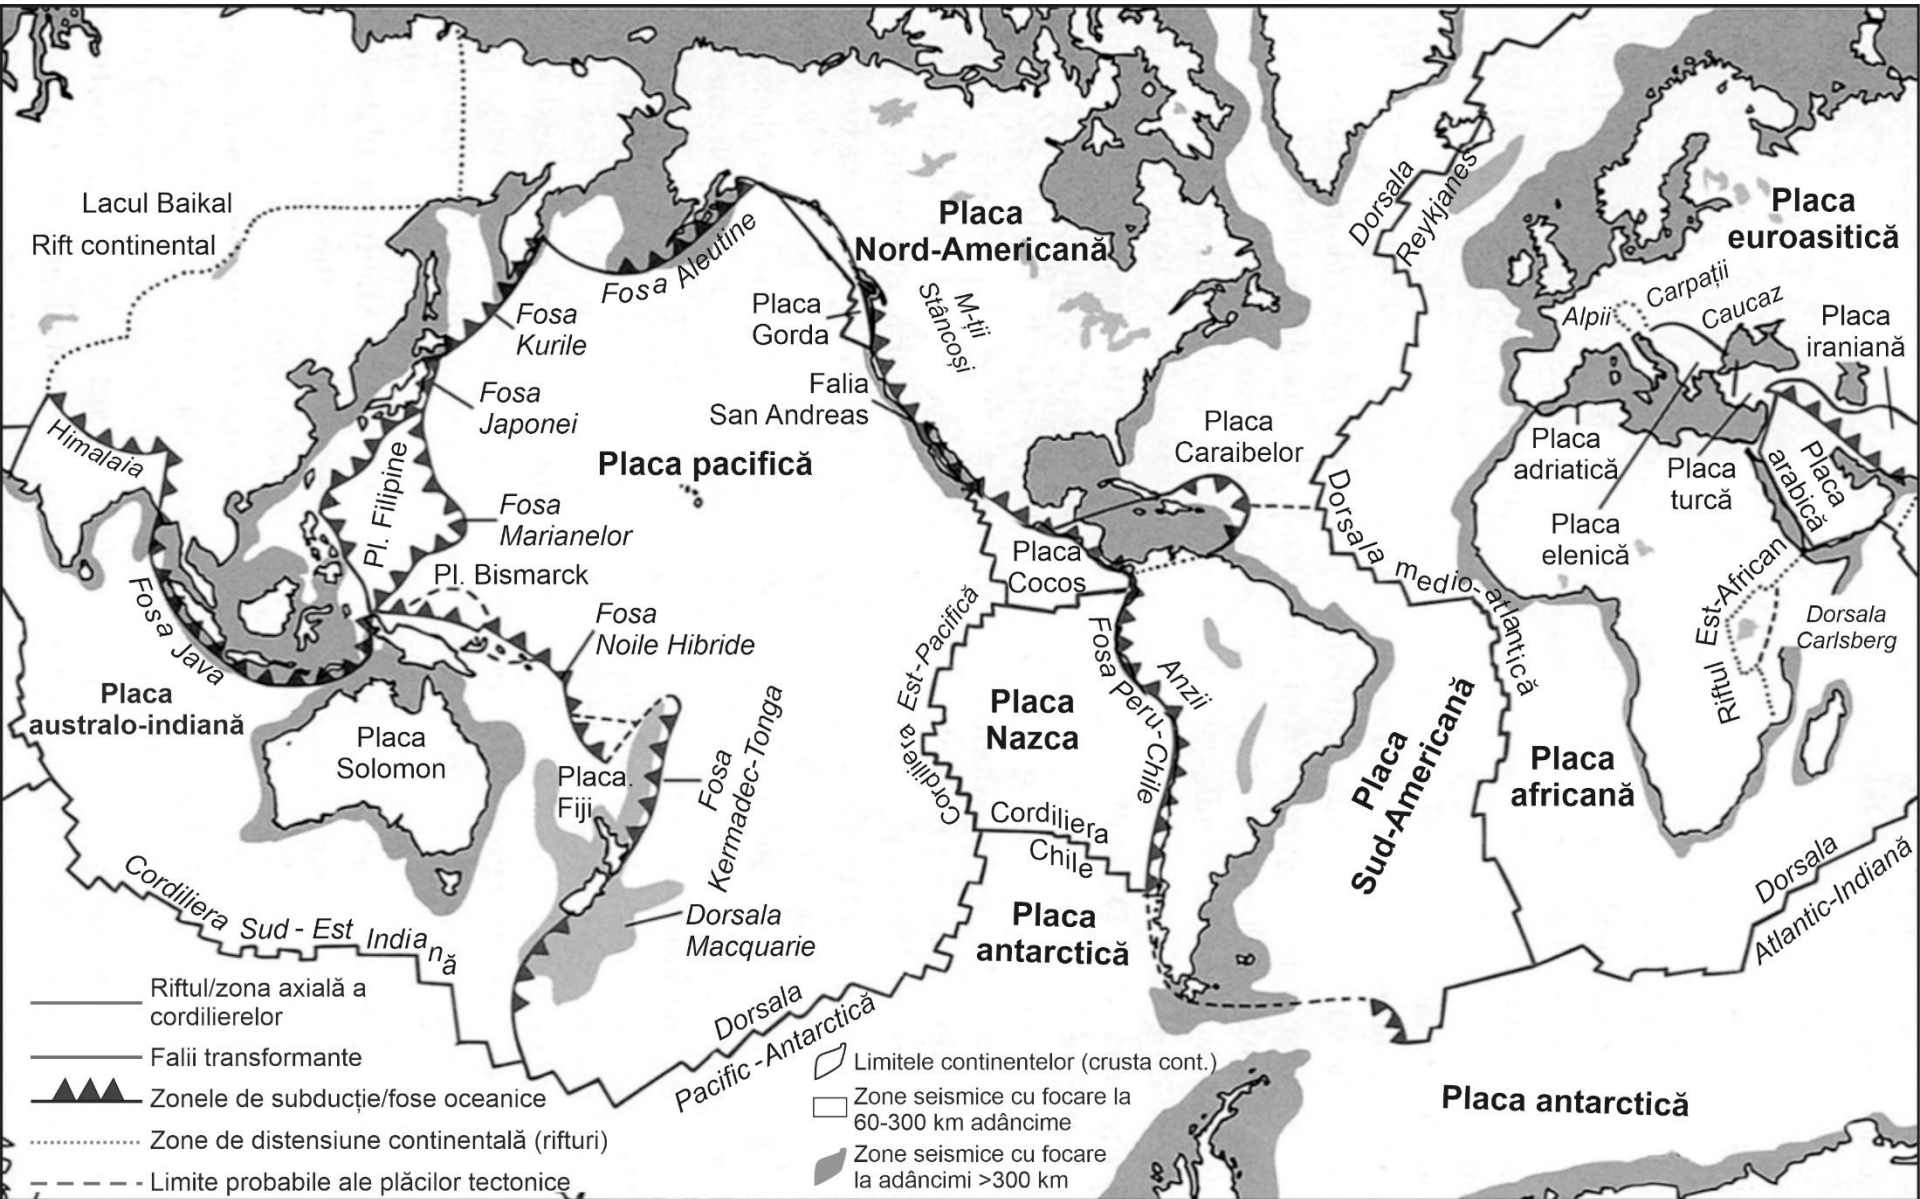 Lacul Baikal
Rift continental
Himalaia
Fosa Java
Placa
australo-indiană
Placa
Solomon
Cordiliera Sud - Est Indiană
Fosa
Kurile
Fosa Aleutine
Fosa
Japonei
Pl. Filipine
Fosa
Marianelor
Pl. Bismarck
Fosa
Noile Hibride
Placa.
Fiji
Fosa
Kermadec-Tonga
Dorsala
Macquarie
Placa pacifică
Placa
Gorda
Falia
San Andreas
Placa
Nord-Americană
M-ții
Stâncoși
Placa
Caraibelor
Placa
Cocos
Cordiliera Est-Pacifică
Placa
Nazca
Fosa Peru-Chile
Anzii
Cordiliera
Chile
Placa
antarctică
Dorsala
Pacific-Antarctică
Dorsala
Reykjanes
Dorsala medio-atlantică
Placa
Sud-Americană
Placa
euroasitică
Alpii
Carpații
Caucaz
Placa
iraniană
Placa
adriatică
Placa
turcă
Placa
elenică
Placa
arabică
Riftul Est-African
Dorsala
Carlsberg
Placa
africană
Dorsala
Atlantic-Indiană
Placa antarctică
Riftul/zona axială a
cordilierelor
Falii transformante
Zonele de subducție/fose oceanice
Zone de distensiune continentală (rifturi)
Limite probabile ale plăcilor tectonice
Limitele continentelor (crusta cont.)
Zone seismice cu focare la
60-300 km adâncime
Zone seismice cu focare
la adâncimi >300 km